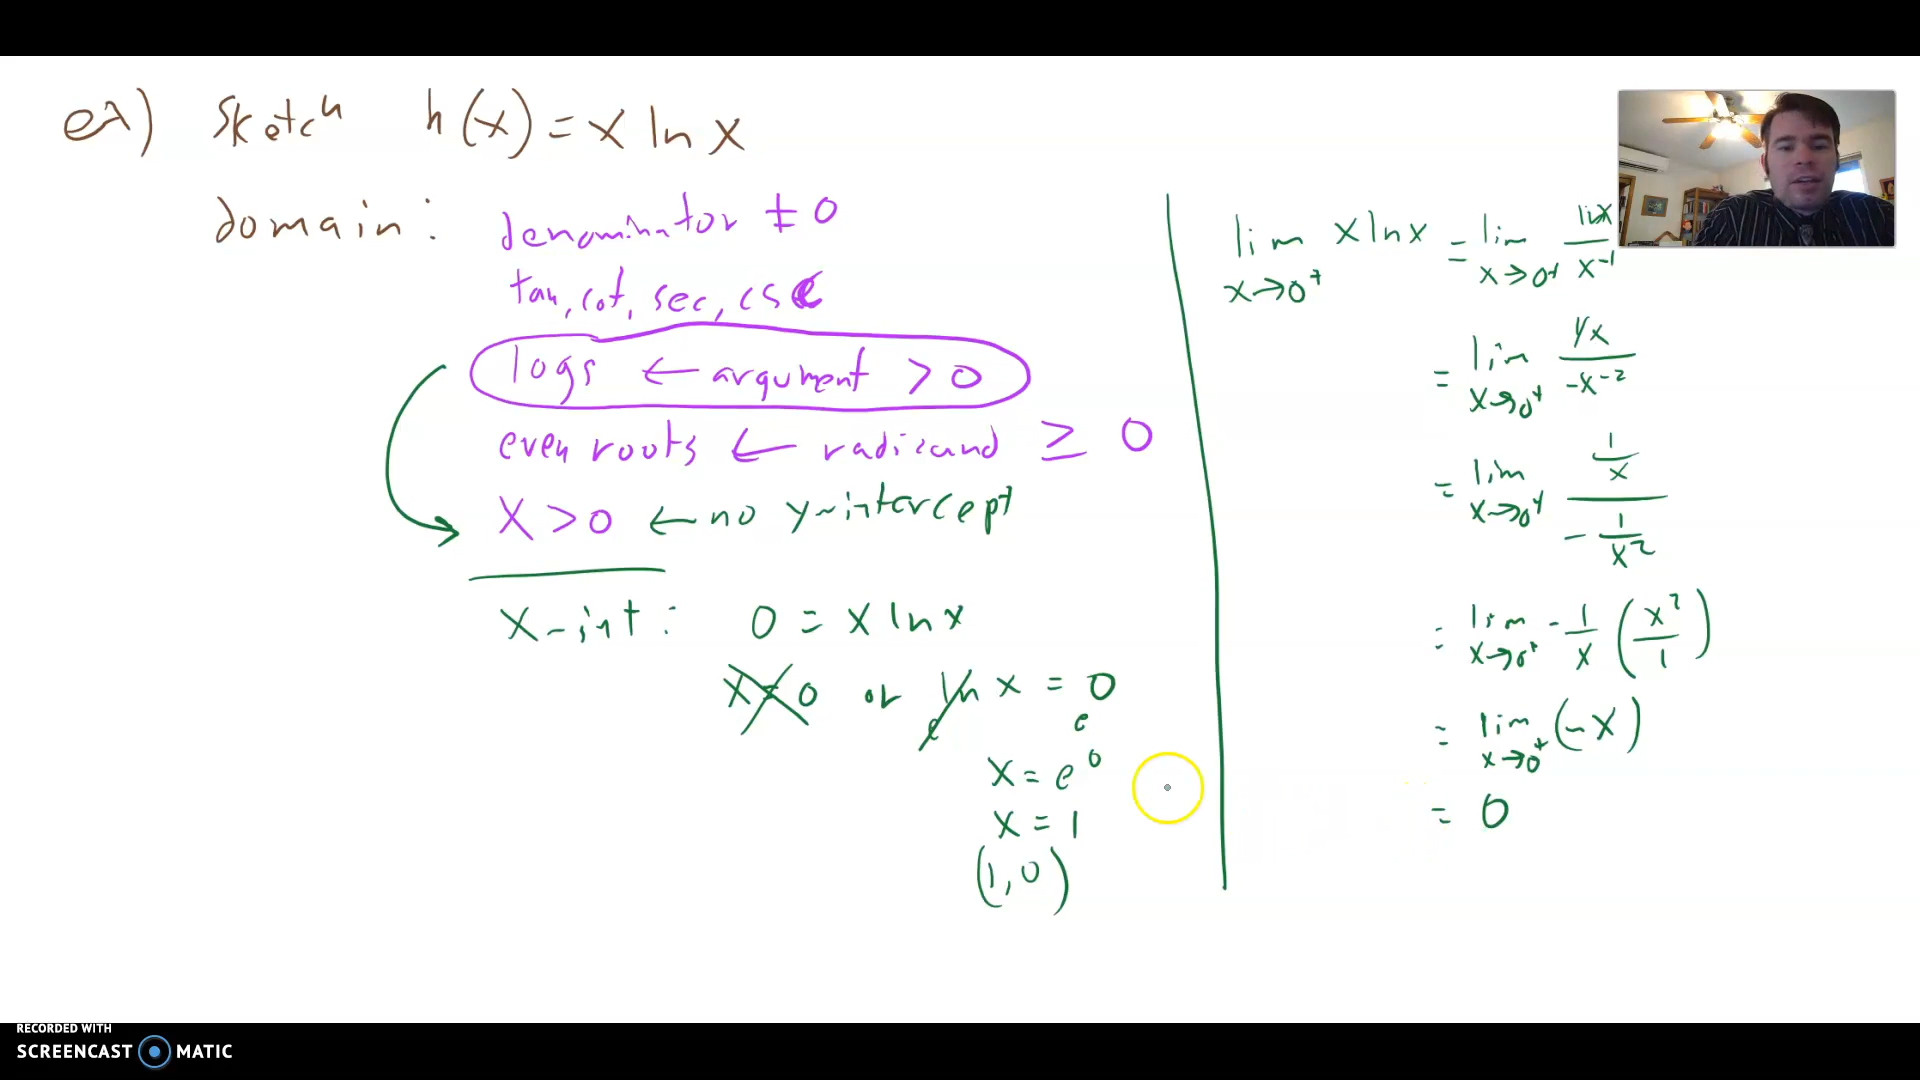 ex) Sketch h(x) = x ln x
domain: denominator ≠ 0
tan, cot, sec, csc
logs ← argument > 0
even roots ← radicand ≥ 0
X > 0 ← no y-intercept
X-int: 0 = x ln x
x = 0 or ln x = 0
e e
x = e^0
x = 1
(1, 0)
lim x→0⁺ x ln x = lim x→0⁺ ln x / x⁻¹
= lim x→0⁺ 1/x / -x⁻²
= lim x→0⁺ (1/x) / -(1/x²)
= lim x→0⁺ -1/x (x²/1)
= lim x→0⁺ (-x)
= 0
RECORDED WITH
SCREENCAST MATIC